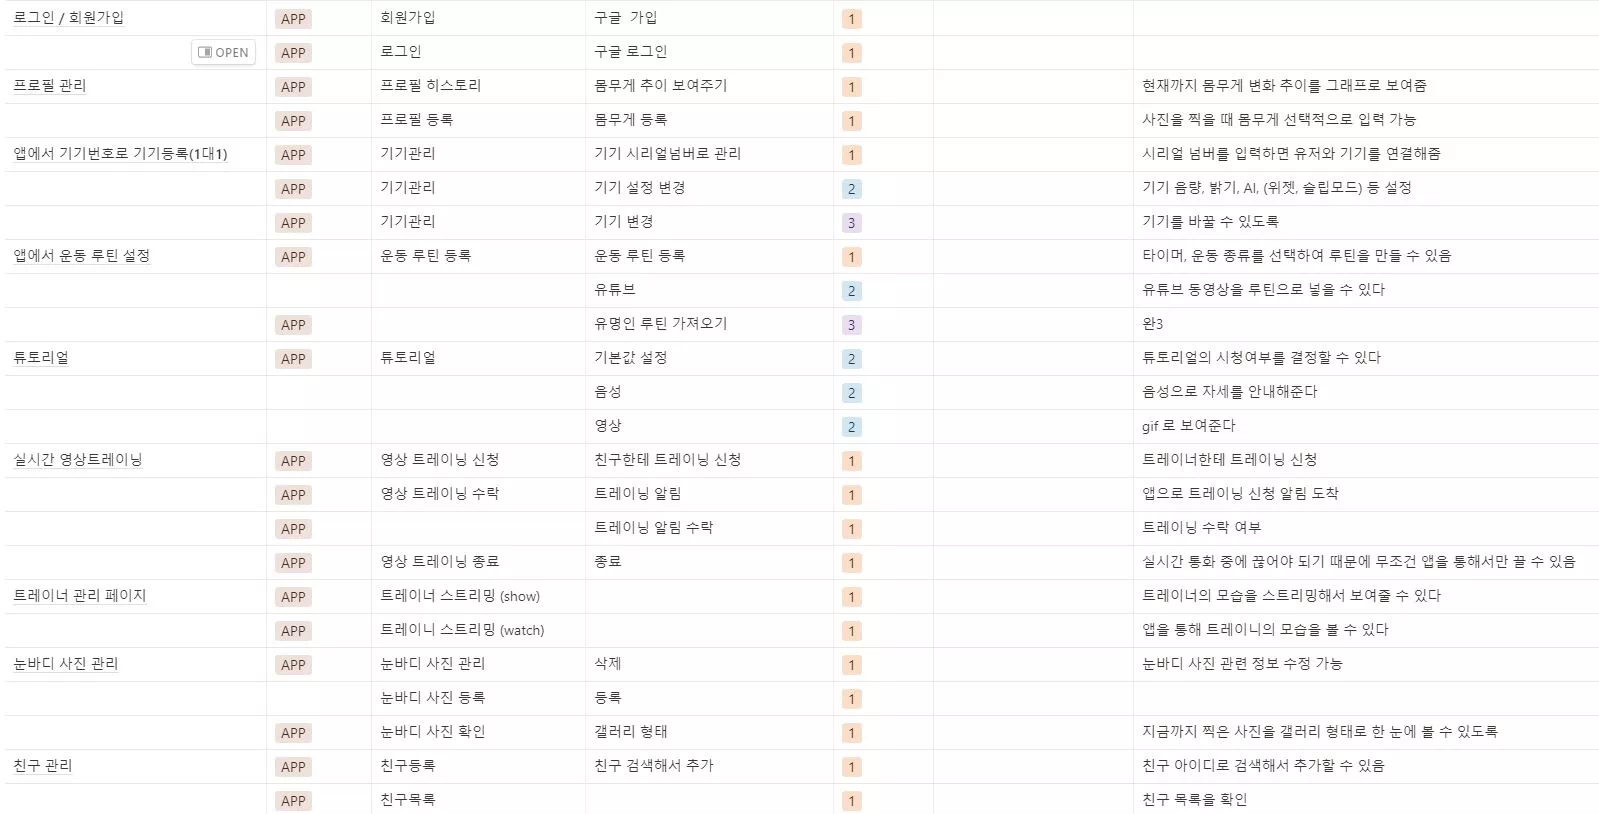 로그인 / 회원가입 APP 회원가입 구글 가입 1
OPEN APP 로그인 구글 로그인 1
프로필 관리 APP 프로필 히스토리 몸무게 추이 보여주기 1 현재까지 몸무게 변화 추이를 그래프로 보여줌
APP 프로필 등록 몸무게 등록 1 사진을 찍을 때 몸무게 선택적으로 입력 가능
앱에서 기기번호로 기기등록(1대1) APP 기기관리 기기 시리얼넘버로 관리 1 시리얼 넘버를 입력하면 유저와 기기를 연결해줌
APP 기기관리 기기 설정 변경 2 기기 음량, 밝기, AI, (위젯, 슬립모드) 등 설정
APP 기기관리 기기 변경 3 기기를 바꿀 수 있도록
앱에서 운동 루틴 설정 APP 운동 루틴 등록 운동 루틴 등록 1 타이머, 운동 종류를 선택하여 루틴을 만들 수 있음
유튜브 2 유튜브 동영상을 루틴으로 넣을 수 있다
APP 유명인 루틴 가져오기 3 완3
튜토리얼 APP 튜토리얼 기본값 설정 2 튜토리얼의 시청여부를 결정할 수 있다
음성 2 음성으로 자세를 안내해준다
영상 2 gif 로 보여준다
실시간 영상트레이닝 APP 영상 트레이닝 신청 친구한테 트레이닝 신청 1 트레이너한테 트레이닝 신청
APP 영상 트레이닝 수락 트레이닝 알림 1 앱으로 트레이닝 신청 알림 도착
APP 트레이닝 알림 수락 1 트레이닝 수락 여부
APP 영상 트레이닝 종료 종료 1 실시간 통화 중에 끊어야 되기 때문에 무조건 앱을 통해서만 끌 수 있음
트레이너 관리 페이지 APP 트레이너 스트리밍 (show) 1 트레이너의 모습을 스트리밍해서 보여줄 수 있다
APP 트레이니 스트리밍 (watch) 1 앱을 통해 트레이니의 모습을 볼 수 있다
눈바디 사진 관리 APP 눈바디 사진 관리 삭제 1 눈바디 사진 관련 정보 수정 가능
눈바디 사진 등록 등록 1
APP 눈바디 사진 확인 갤러리 형태 1 지금까지 찍은 사진을 갤러리 형태로 한 눈에 볼 수 있도록
친구 관리 APP 친구등록 친구 검색해서 추가 1 친구 아이디로 검색해서 추가할 수 있음
APP 친구목록 1 친구 목록을 확인